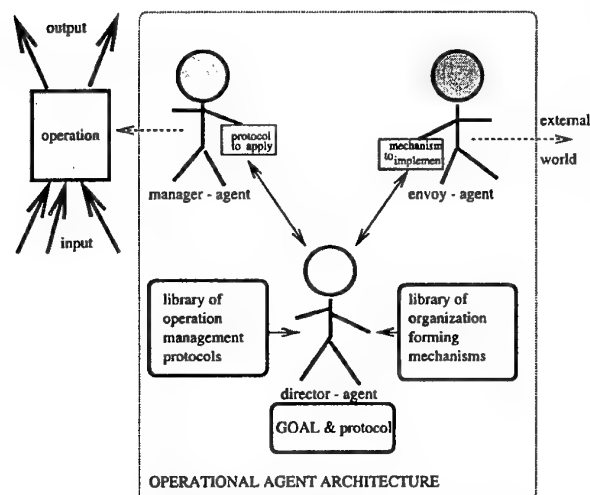 output
operation
input
protocol
to apply
manager - agent
mechanism
to implement
envoy - agent
external
world
library of
operation
management
protocols
library of
organization
forming
mechanisms
director - agent
GOAL & protocol
OPERATIONAL AGENT ARCHITECTURE